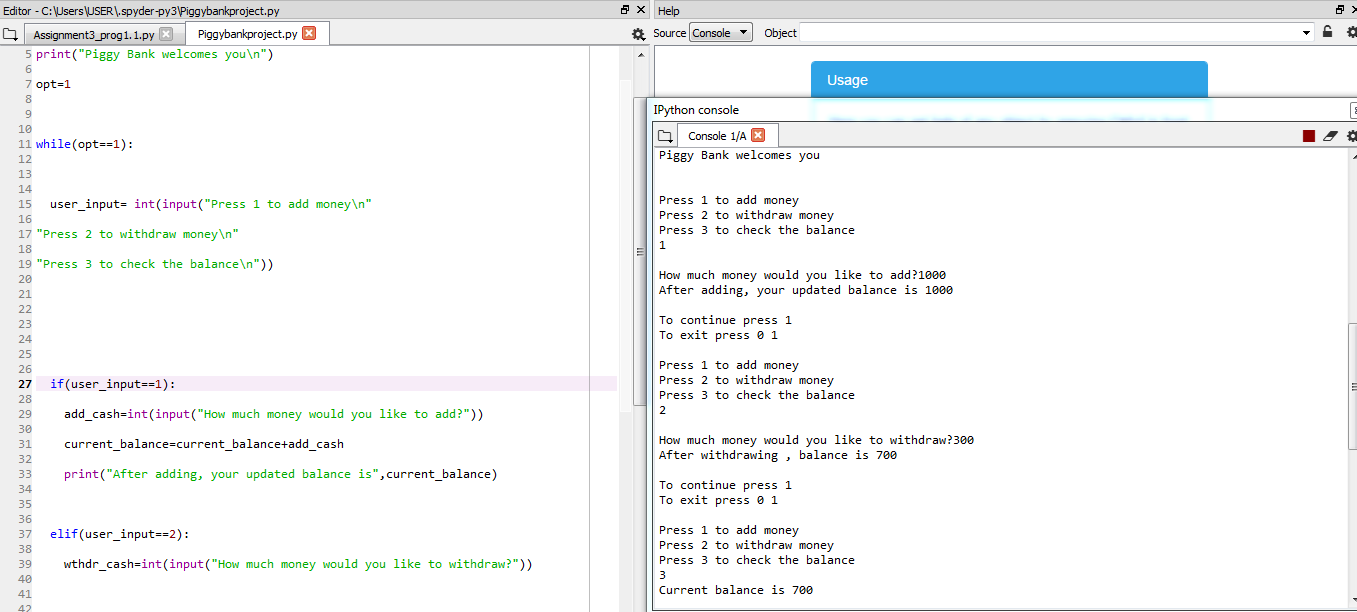 Editor - C:\Users\USER\.spyder-py3\Piggybankproject.py
Assignment3_prog1.1.py
Piggybankproject.py
5 print("Piggy Bank welcomes you\n")
6
7 opt=1
8
9
10
11 while(opt==1):
12
13
14
15 user_input= int(input("Press 1 to add money\n"
16
17 "Press 2 to withdraw money\n"
18
19 "Press 3 to check the balance\n"))
20
21
22
23
24
25
26
27 if(user_input==1):
28
29 add_cash=int(input("How much money would you like to add?"))
30
31 current_balance=current_balance+add_cash
32
33 print("After adding, your updated balance is",current_balance)
34
35
36
37 elif(user_input==2):
38
39 wthdr_cash=int(input("How much money would you like to withdraw?"))
40
41
42
Help
Source Console Object
Usage
IPython console
Console 1/A
Piggy Bank welcomes you
Press 1 to add money
Press 2 to withdraw money
Press 3 to check the balance
1
How much money would you like to add?1000
After adding, your updated balance is 1000
To continue press 1
To exit press 0 1
Press 1 to add money
Press 2 to withdraw money
Press 3 to check the balance
2
How much money would you like to withdraw?300
After withdrawing , balance is 700
To continue press 1
To exit press 0 1
Press 1 to add money
Press 2 to withdraw money
Press 3 to check the balance
3
Current balance is 700